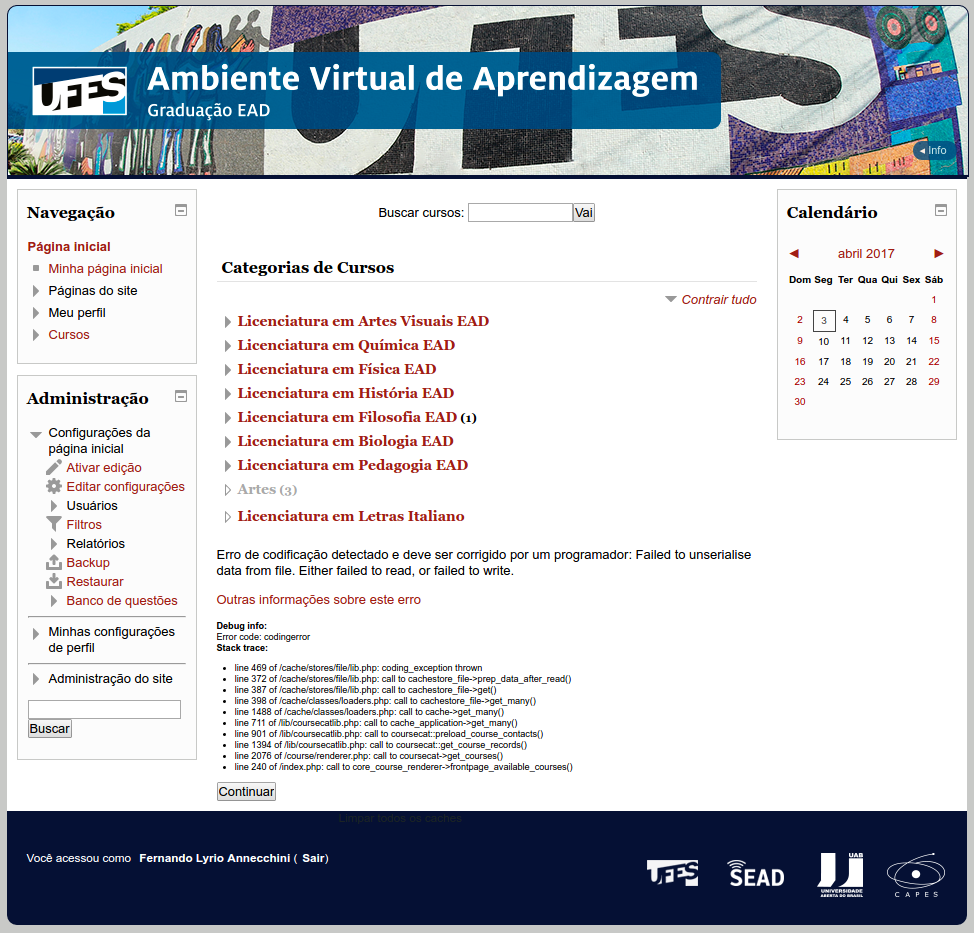 UFES
Ambiente Virtual de Aprendizagem
Graduação EAD
◂ Info
Navegação
Página inicial
Minha página inicial
Páginas do site
Meu perfil
Cursos
Administração
Configurações da
página inicial
Ativar edição
Editar configurações
Usuários
Filtros
Relatórios
Backup
Restaurar
Banco de questões
Minhas configurações
de perfil
Administração do site
Buscar
Buscar cursos: Vai
Categorias de Cursos
Contrair tudo
Licenciatura em Artes Visuais EAD
Licenciatura em Química EAD
Licenciatura em Física EAD
Licenciatura em História EAD
Licenciatura em Filosofia EAD (1)
Licenciatura em Biologia EAD
Licenciatura em Pedagogia EAD
Artes (3)
Licenciatura em Letras Italiano
Erro de codificação detectado e deve ser corrigido por um programador: Failed to unserialise
data from file. Either failed to read, or failed to write.
Outras informações sobre este erro
Debug info:
Error code: codingerror
Stack trace:
• line 469 of /cache/stores/file/lib.php: coding_exception thrown
• line 372 of /cache/stores/file/lib.php: call to cachestore_file->prep_data_after_read()
• line 387 of /cache/stores/file/lib.php: call to cachestore_file->get()
• line 398 of /cache/classes/loaders.php: call to cachestore_file->get_many()
• line 1488 of /cache/classes/loaders.php: call to cache->get_many()
• line 711 of /lib/coursecatlib.php: call to cache_application->get_many()
• line 901 of /lib/coursecatlib.php: call to coursecat::preload_course_contacts()
• line 1394 of /lib/coursecatlib.php: call to coursecat::get_course_records()
• line 2076 of /course/renderer.php: call to coursecat->get_courses()
• line 240 of /index.php: call to core_course_renderer->frontpage_available_courses()
Continuar
Calendário
◀ abril 2017 ▶
Dom Seg Ter Qua Qui Sex Sáb
1
2 3 4 5 6 7 8
9 10 11 12 13 14 15
16 17 18 19 20 21 22
23 24 25 26 27 28 29
30
Limpar todos os caches
Você acessou como Fernando Lyrio Annecchini ( Sair)
UFES
SEAD
UAB
UNIVERSIDADE
ABERTA DO BRASIL
CAPES